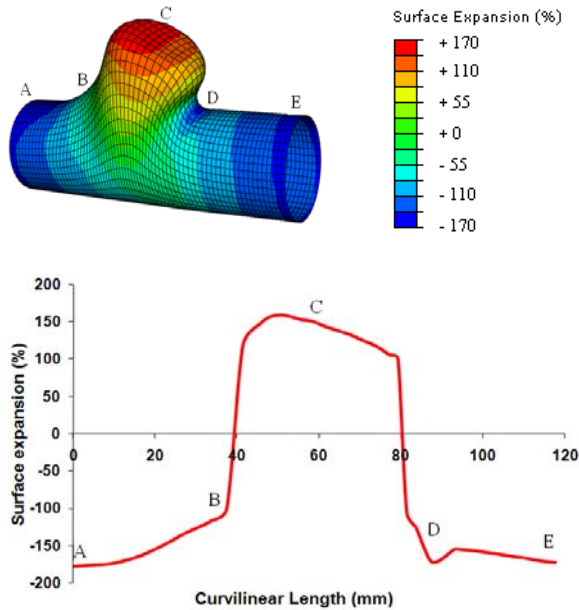 Surface Expansion (%)
C
A
B
D
E
+ 170
+ 110
+ 55
+ 0
- 55
- 110
- 170
200
150
100
50
0
-50
-100
-150
-200
0
20
40
60
80
100
120
A
B
C
D
E
Surface expansion (%)
Curvilinear Length (mm)